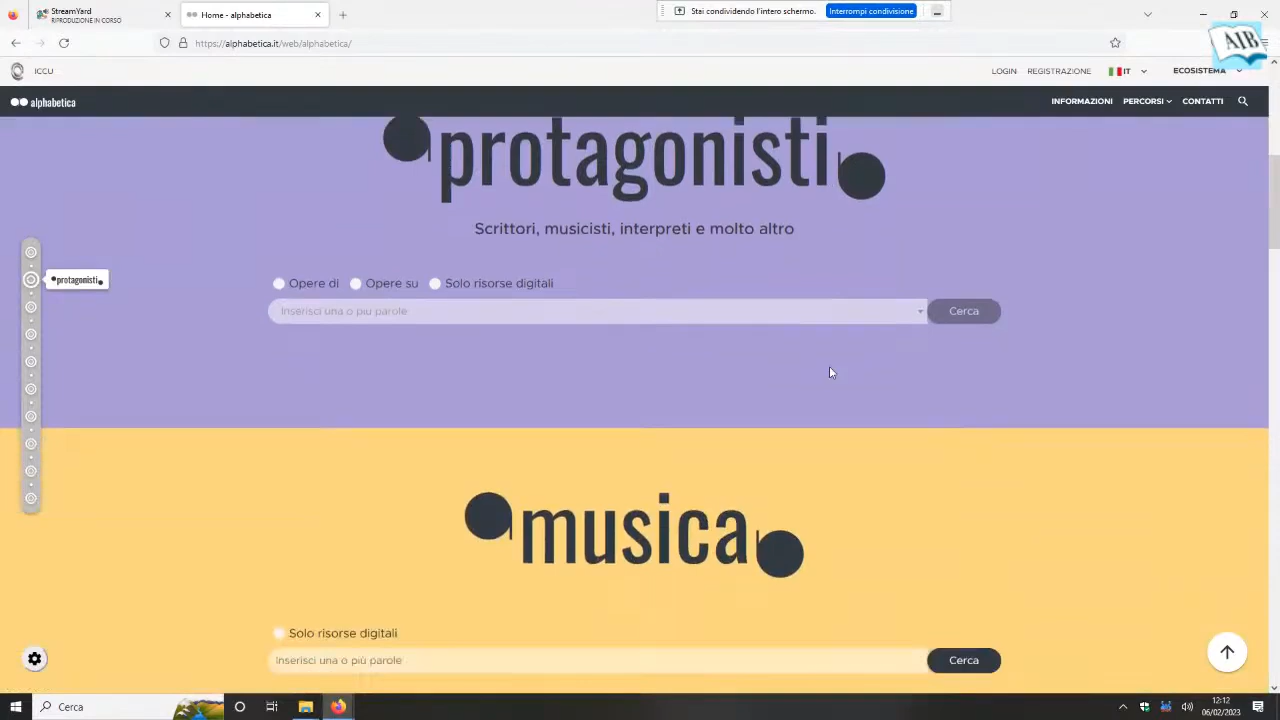 StreamYard
RIPRODUZIONE IN CORSO
Home - alphabetica
Stai condividendo l'intero schermo.
Interrompi condivisione
https://alphabetica.it/web/alphabetica/
AIB
ICCU
LOGIN
REGISTRAZIONE
IT
ECOSISTEMA
alphabetica
INFORMAZIONI
PERCORSI
CONTATTI
protagonisti
Scrittori, musicisti, interpreti e molto altro
protagonisti
Opere di
Opere su
Solo risorse digitali
Inserisci una o più parole
Cerca
musica
Solo risorse digitali
Inserisci una o più parole
Cerca
Cerca
12:12
06/02/2023